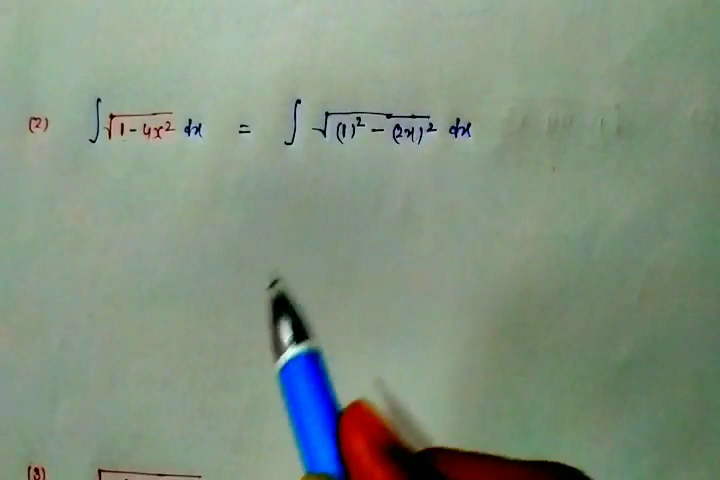 (2) ∫√(1 - 4x²) dx = ∫ √((1)² - (2x)²) dx
(3)